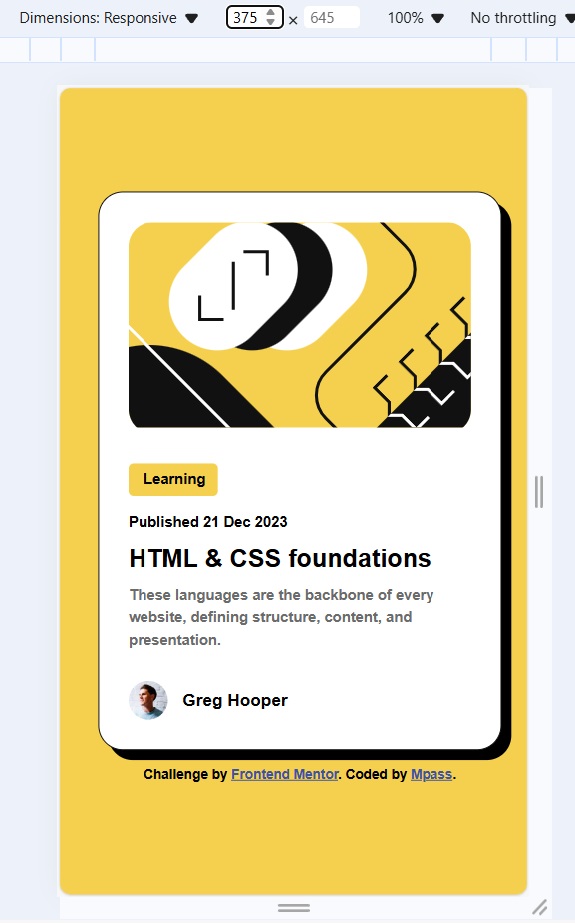 Dimensions: Responsive 375 × 645 100% No throttling
Learning
Published 21 Dec 2023
HTML & CSS foundations
These languages are the backbone of every
website, defining structure, content, and
presentation.
Greg Hooper
Challenge by Frontend Mentor. Coded by Mpass.